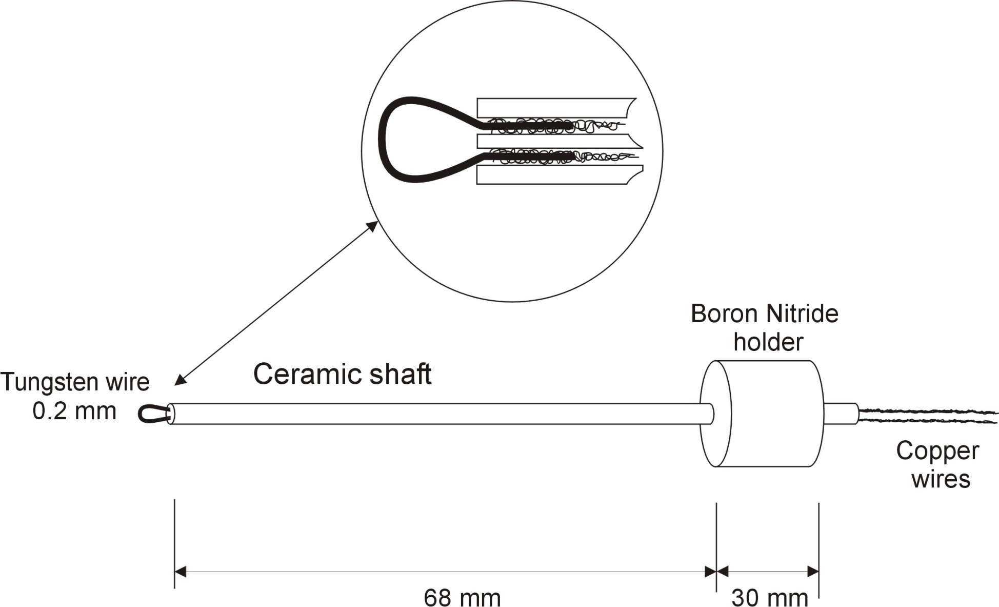 Boron Nitride
holder
Tungsten wire
0.2 mm
Ceramic shaft
Copper
wires
68 mm
30 mm